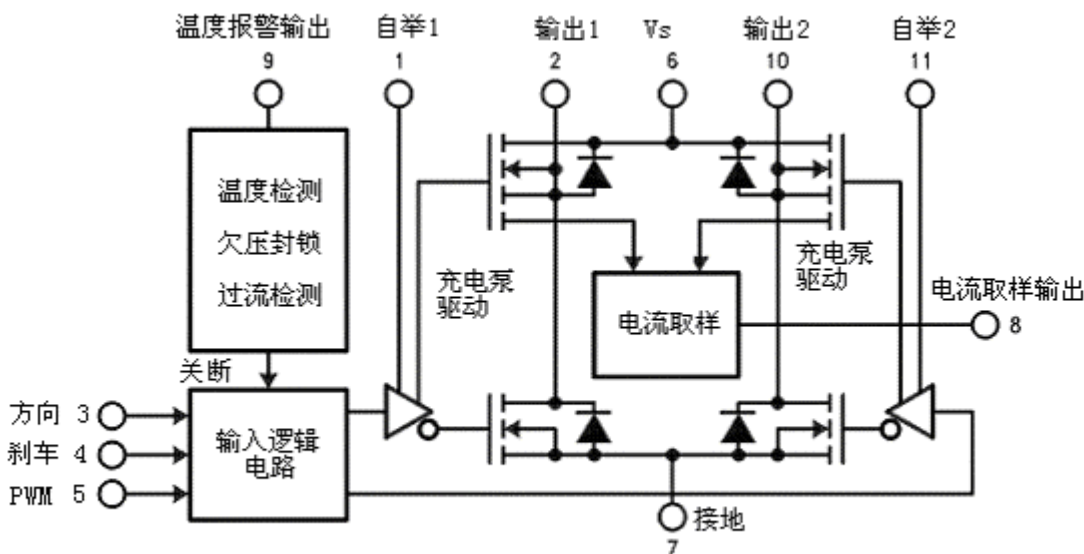 温度报警输出 自举1 输出1 Vs 输出2 自举2
9 1 2 6 10 11
温度检测
欠压封锁
过流检测
充电泵
驱动
充电泵
驱动
电流取样
电流取样输出
8
关断
方向 3
刹车 4
PWM 5
输入逻辑
电路
接地
7